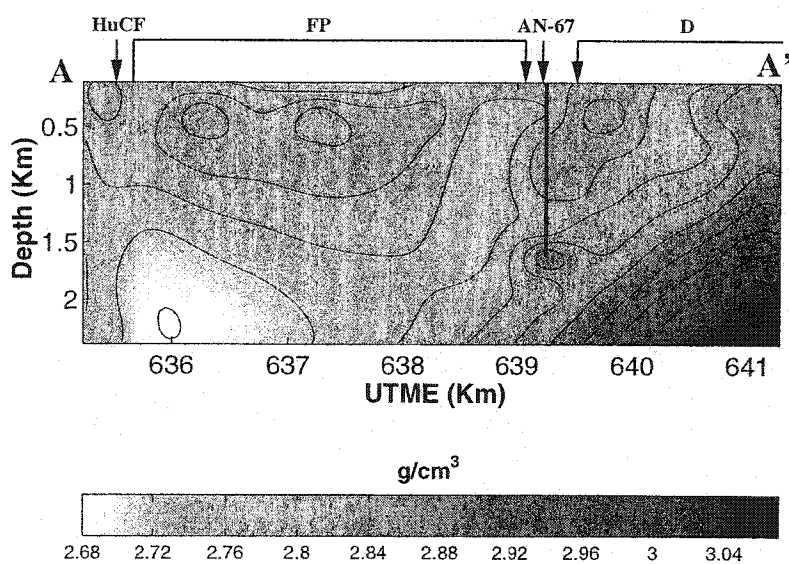 HuCF FP AN-67 D
A A'
0.5
1
1.5
2
Depth (Km)
636 637 638 639 640 641
UTME (Km)
g/cm³
2.68 2.72 2.76 2.8 2.84 2.88 2.92 2.96 3 3.04